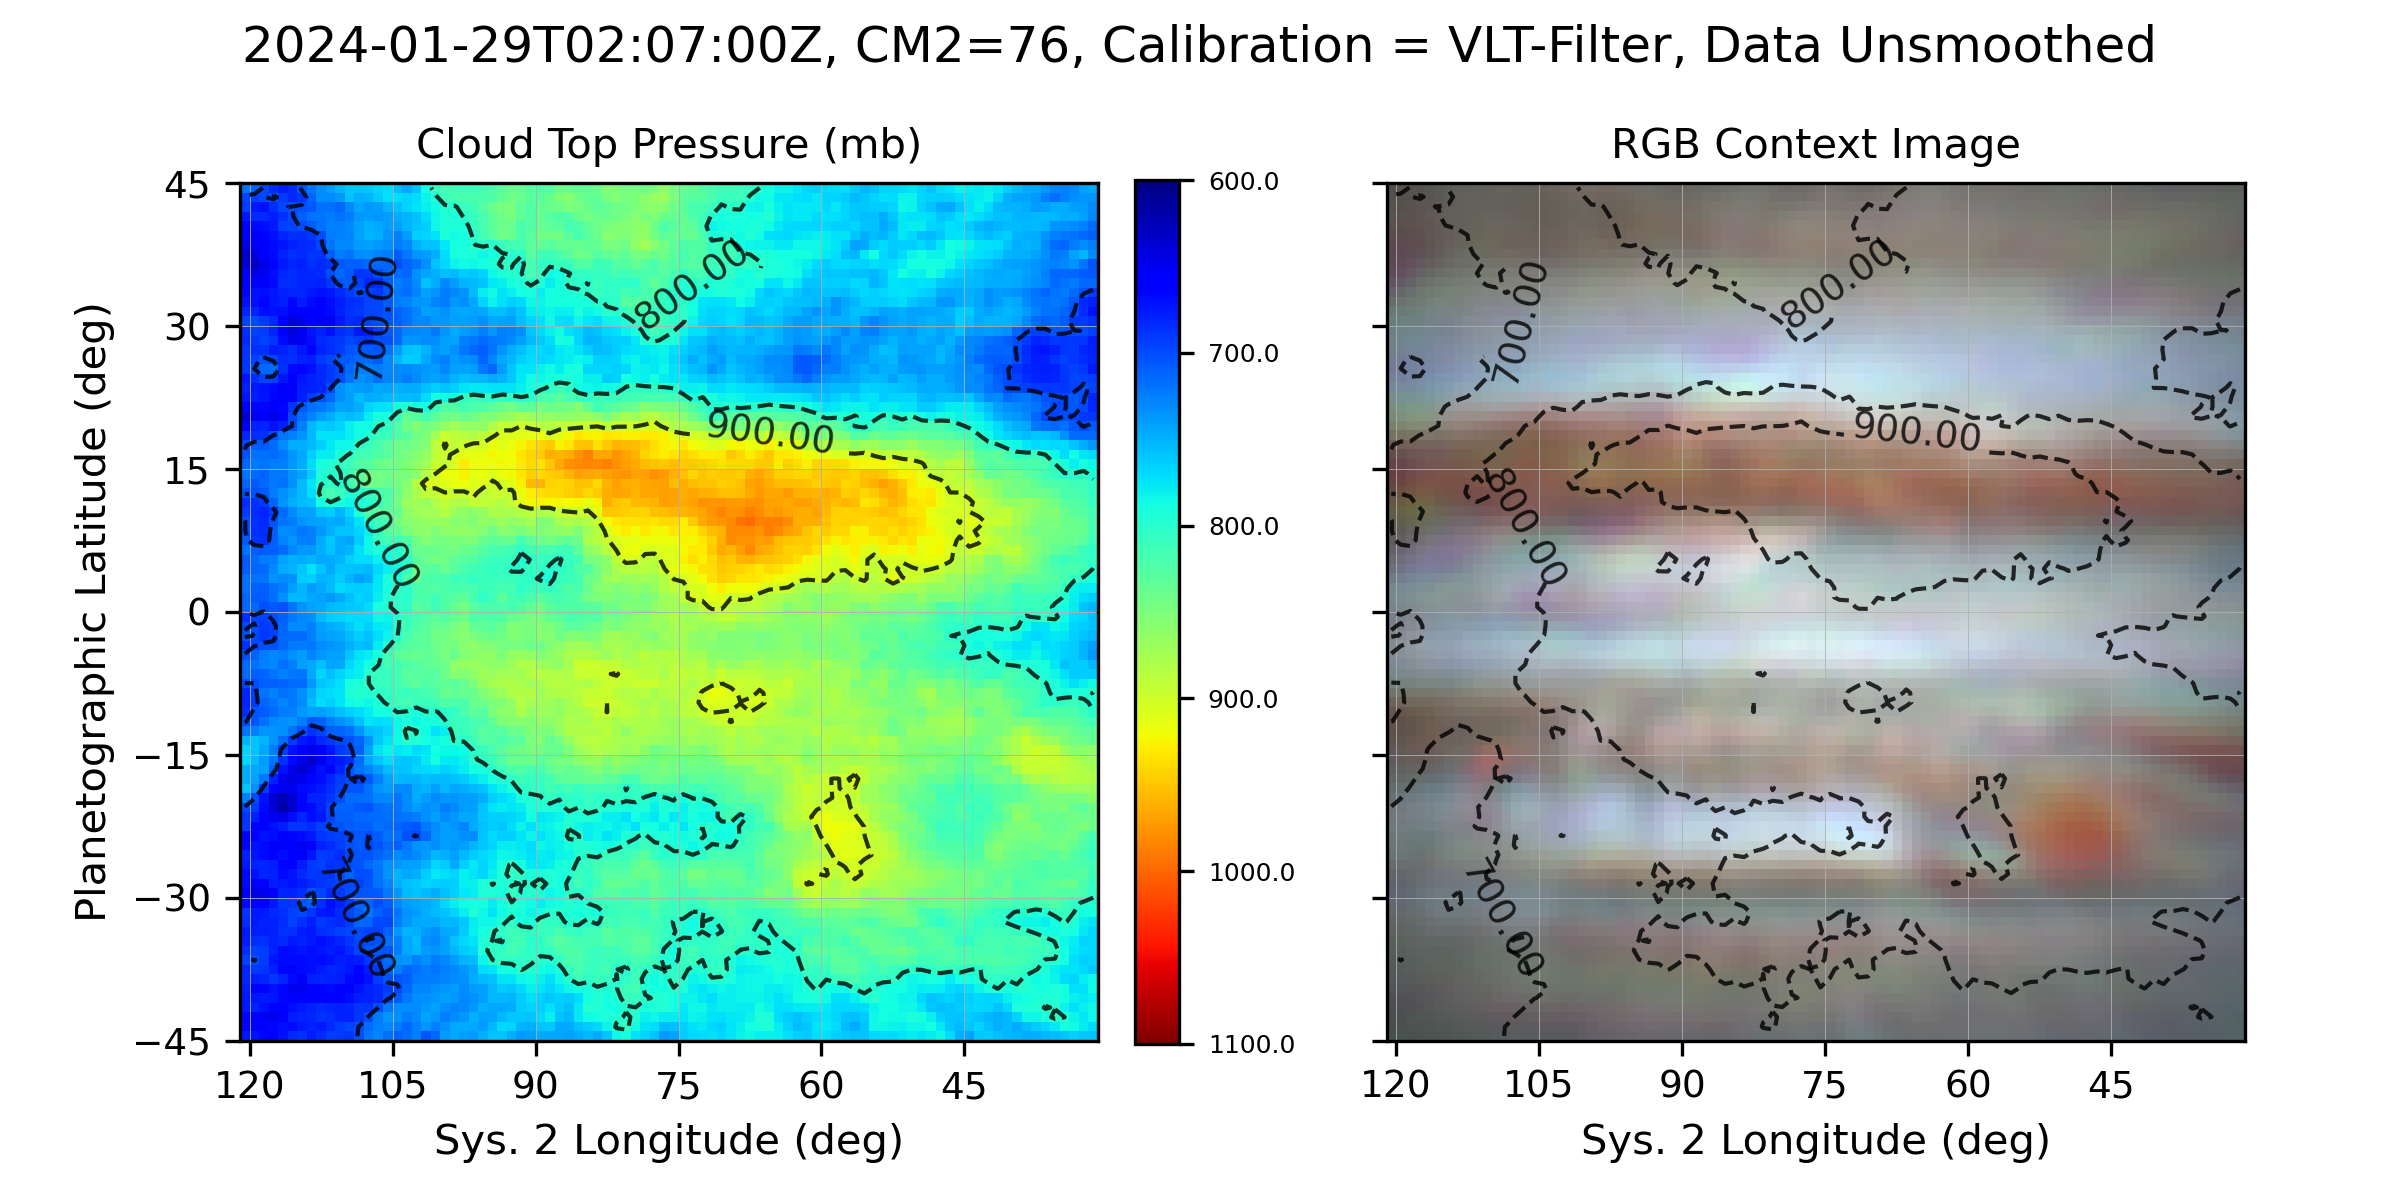 2024-01-29T02:07:00Z, CM2=76, Calibration = VLT-Filter, Data Unsmoothed
Cloud Top Pressure (mb)
Planetographic Latitude (deg)
45
30
15
0
−15
−30
−45
120 105 90 75 60 45
Sys. 2 Longitude (deg)
700.00
800.00
900.00
800.00
700.00
600.0
700.0
800.0
900.0
1000.0
1100.0
RGB Context Image
700.00
800.00
900.00
800.00
700.00
120 105 90 75 60 45
Sys. 2 Longitude (deg)